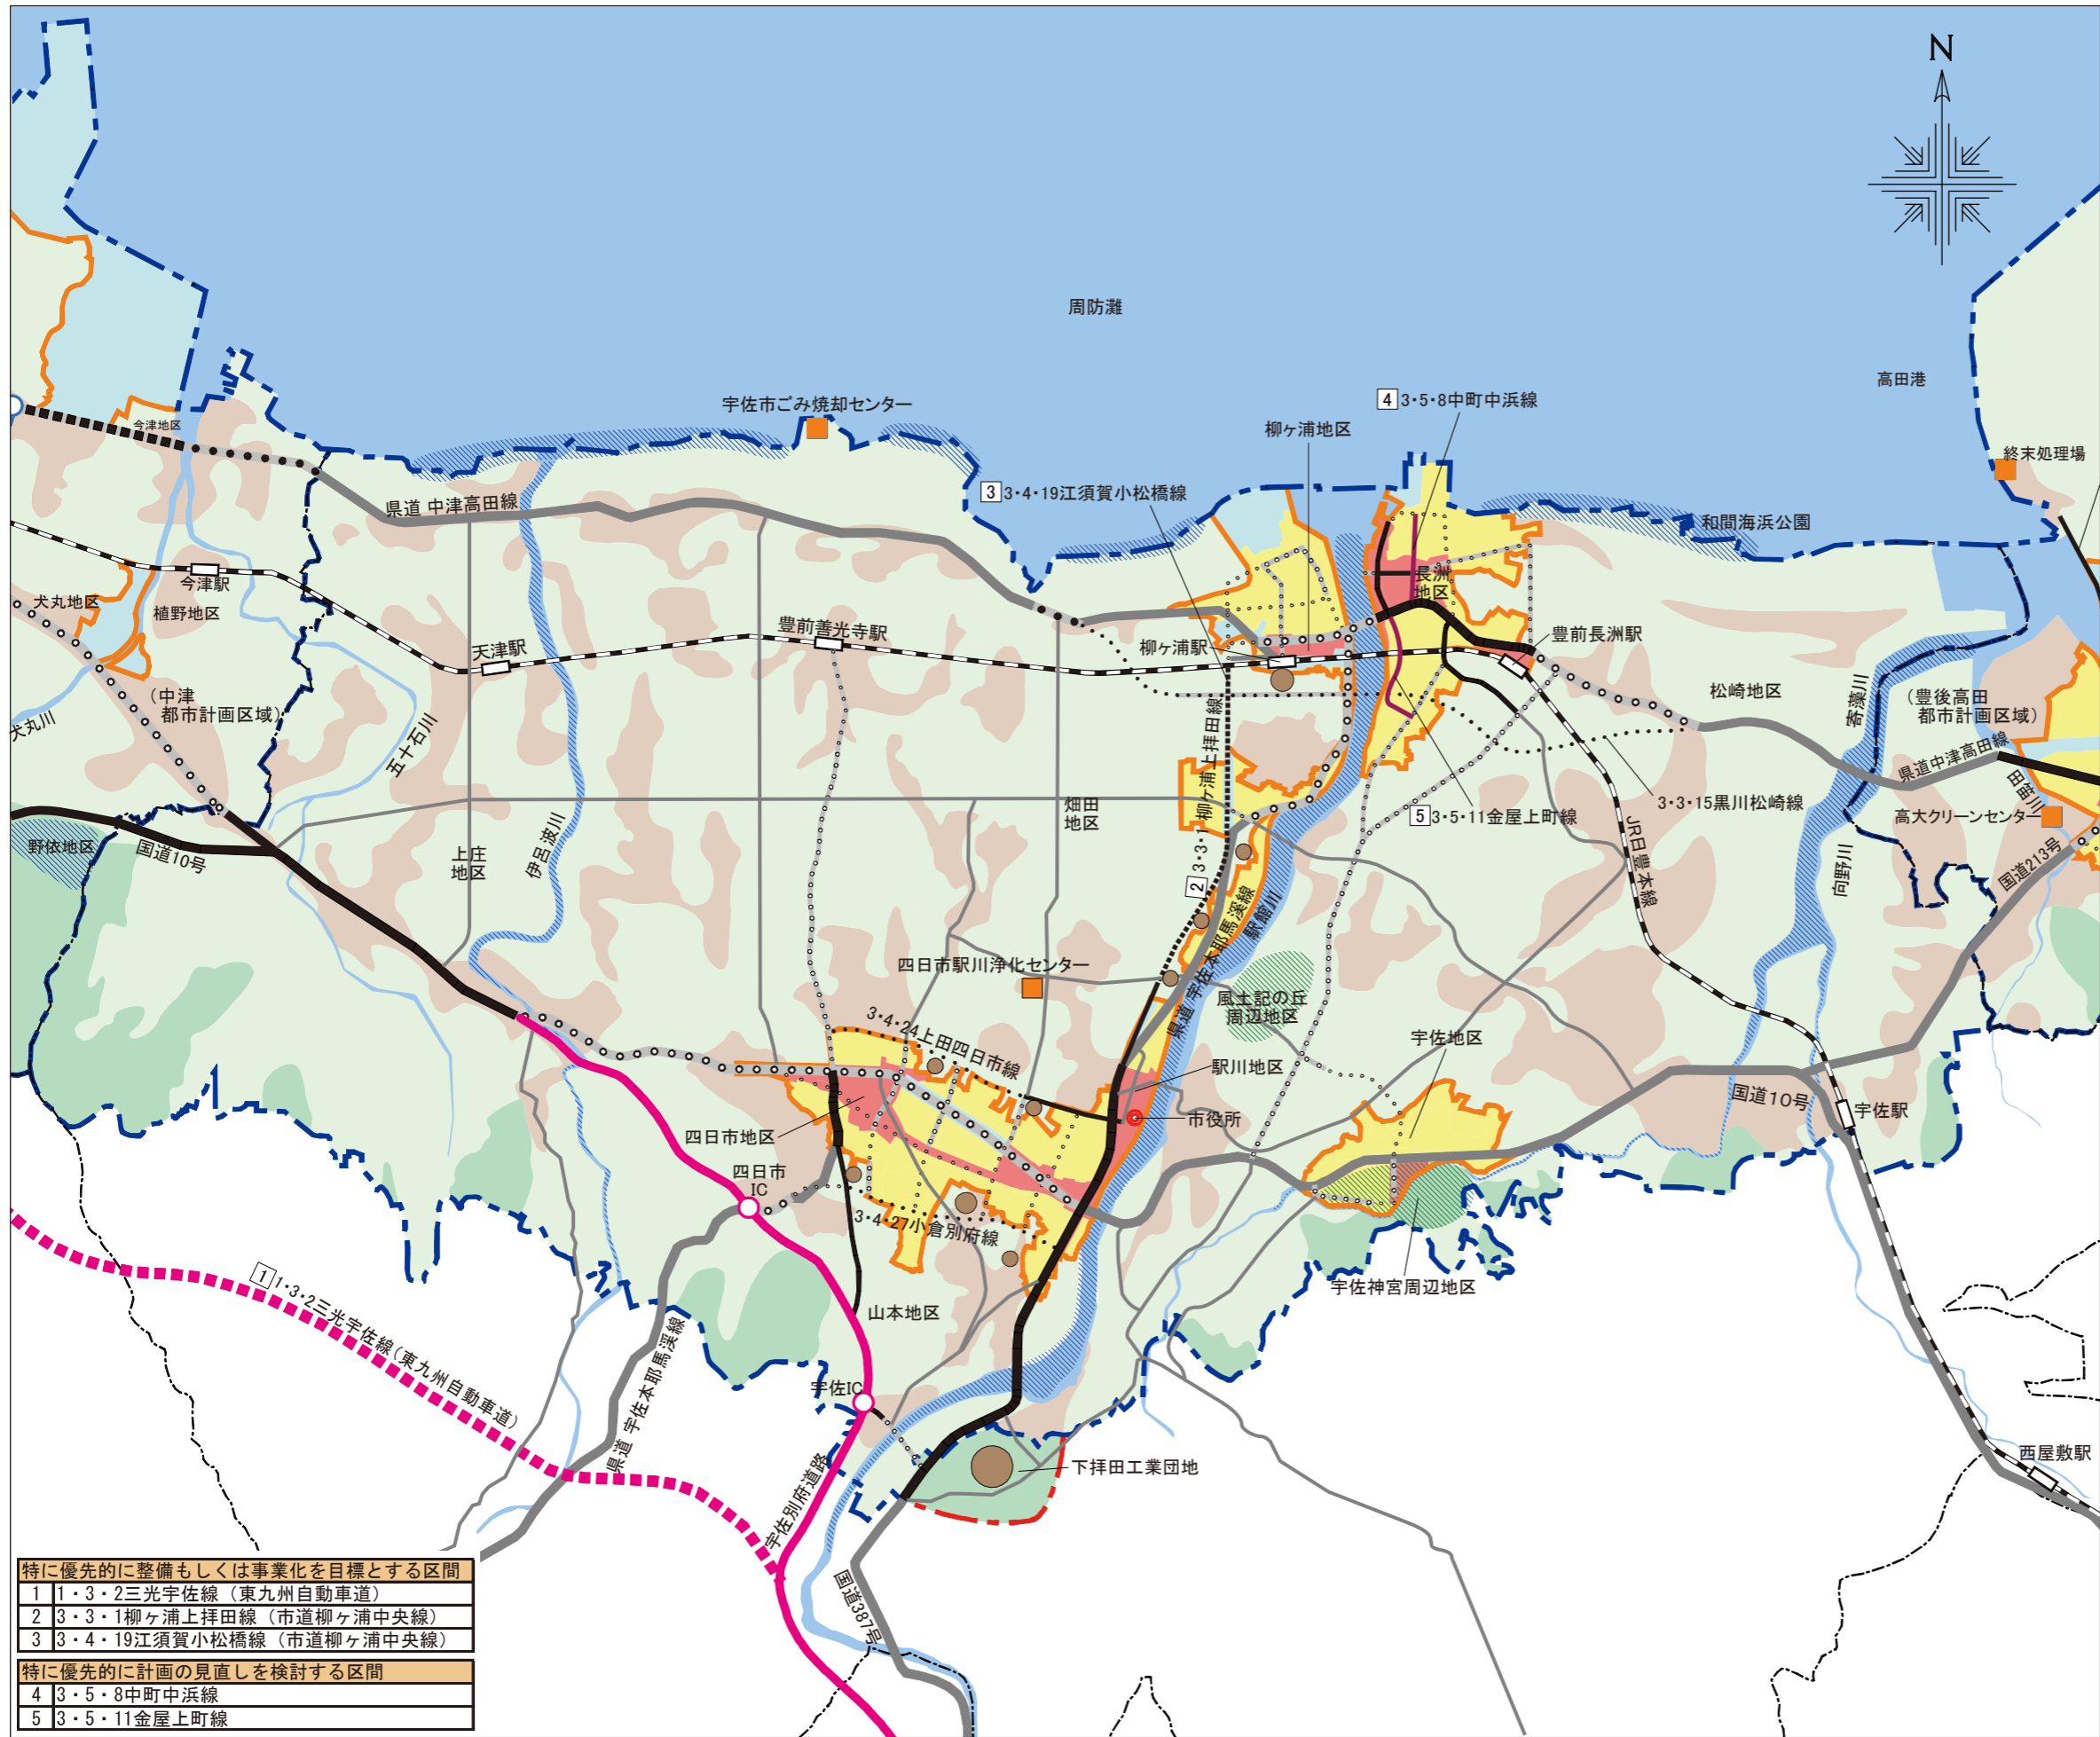 N
周防灘
高田港
4 3・5・8中町中浜線
宇佐市ごみ焼却センター
柳ヶ浦地区
今津地区
終末処理場
3 3・4・19江須賀小松橋線
県道 中津高田線
和間海浜公園
今津駅
長洲
地区
犬丸地区
植野地区
豊前善光寺駅
豊前長洲駅
天津駅
柳ヶ浦駅
松崎地区
寄藻川
(中津
都市計画区域)
(豊後高田
都市計画区域)
犬丸川
五十石川
県道中津高田線
田笛川
2 3・3・1 柳ヶ浦上拝田線
畑田
地区
3・3・15黒川松崎線
5 3・5・11金屋上町線
高大クリーンセンター
JR日豊本線
野依地区
国道10号
上庄
地区
伊呂波川
向野川
国道213号
県道 宇佐本耶馬溪線
駅館川
四日市駅川浄化センター
風土記の丘
周辺地区
3・4・24上田四日市線
宇佐地区
駅川地区
国道10号
宇佐駅
市役所
四日市地区
四日市
IC
3・4・27小倉別府線
宇佐神宮周辺地区
1 1・3・2三光宇佐線(東九州自動車道)
山本地区
県道 宇佐本耶馬溪線
宇佐IC
西屋敷駅
下拝田工業団地
宇佐別府道路
国道387号
特に優先的に整備もしくは事業化を目標とする区間
1 1・3・2三光宇佐線(東九州自動車道)
2 3・3・1柳ヶ浦上拝田線(市道柳ヶ浦中央線)
3 3・4・19江須賀小松橋線(市道柳ヶ浦中央線)
特に優先的に計画の見直しを検討する区間
4 3・5・8中町中浜線
5 3・5・11金屋上町線